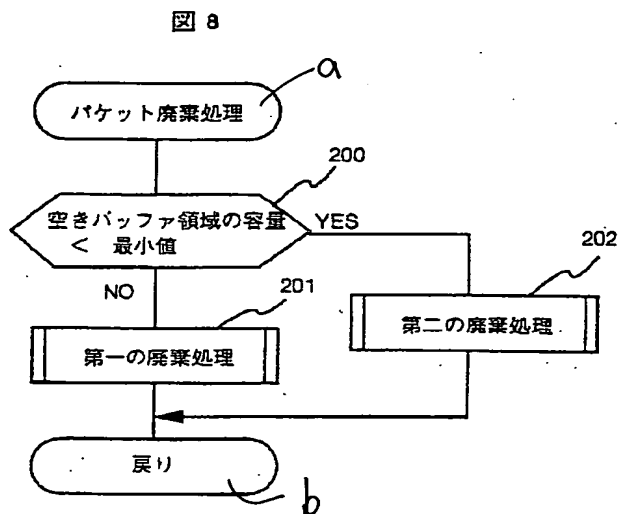 図 8
a
パケット廃棄処理
200
空きバッファ領域の容量
< 最小値
YES
NO
201
202
第一の廃棄処理
第二の廃棄処理
戻り
b